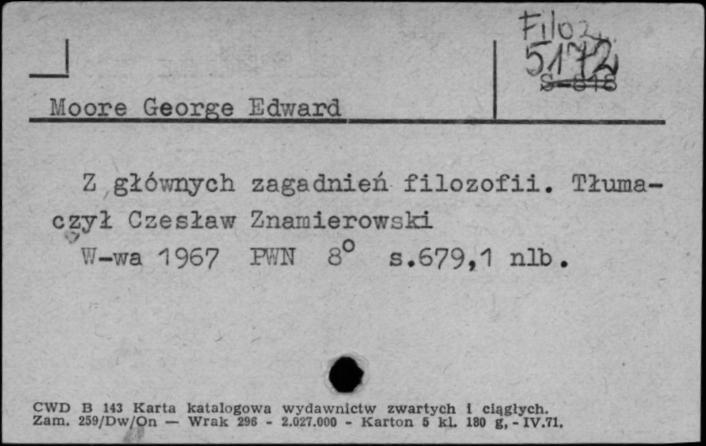 Filoz.
5172
S-616
Moore George Edward
Z głównych zagadnień filozofii. Tłuma-
czył Czesław Znamierowski
W-wa 1967 PWN 8° s.679,1 nlb.
CWD B 143 Karta katalogowa wydawnictw zwartych i ciągłych.
Zam. 259/Dw/On — Wrak 296 - 2.027.000 - Karton 5 kl. 180 g, - IV.71.